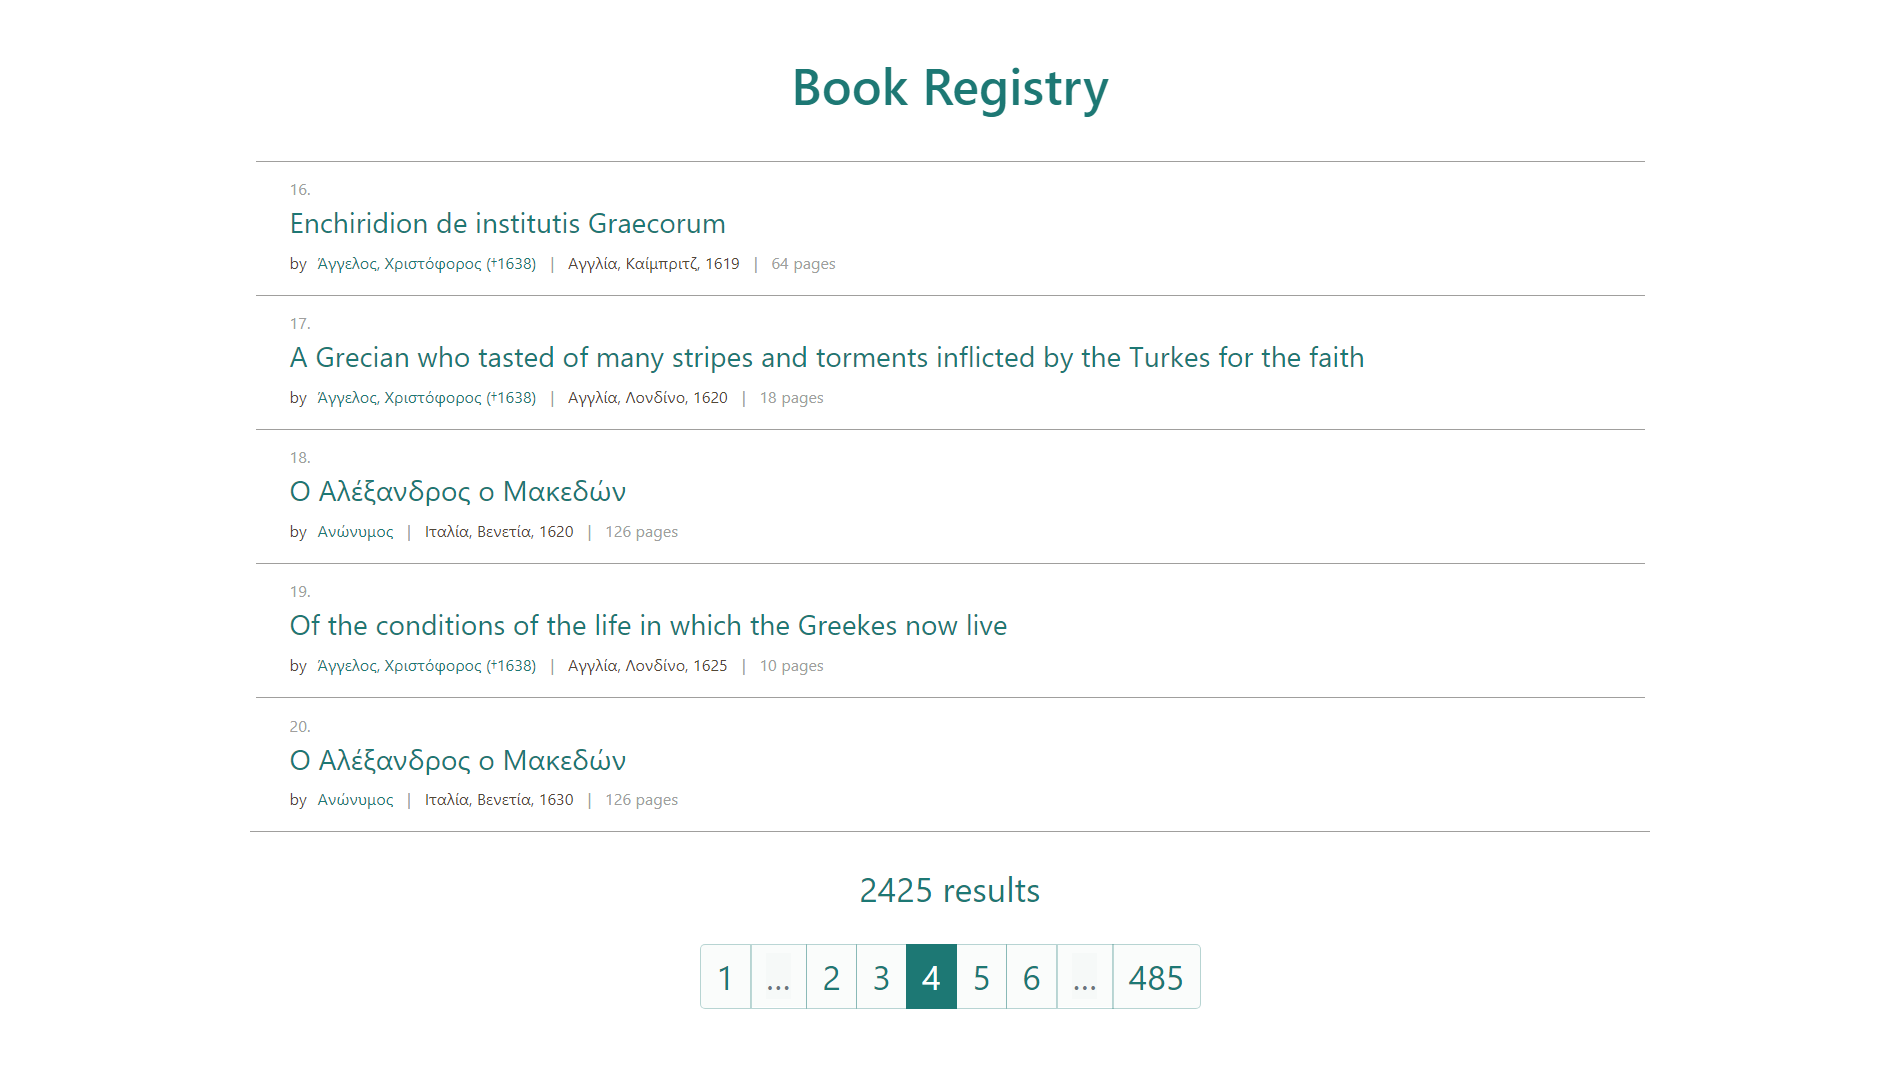 Book Registry
16.
Enchiridion de institutis Graecorum
by Άγγελος, Χριστόφορος (†1638) | Αγγλία, Καίμπριτζ, 1619 | 64 pages
17.
A Grecian who tasted of many stripes and torments inflicted by the Turkes for the faith
by Άγγελος, Χριστόφορος (†1638) | Αγγλία, Λονδίνο, 1620 | 18 pages
18.
Ο Αλέξανδρος ο Μακεδών
by Ανώνυμος | Ιταλία, Βενετία, 1620 | 126 pages
19.
Of the conditions of the life in which the Greekes now live
by Άγγελος, Χριστόφορος (†1638) | Αγγλία, Λονδίνο, 1625 | 10 pages
20.
Ο Αλέξανδρος ο Μακεδών
by Ανώνυμος | Ιταλία, Βενετία, 1630 | 126 pages
2425 results
1 ... 2 3 4 5 6 ... 485